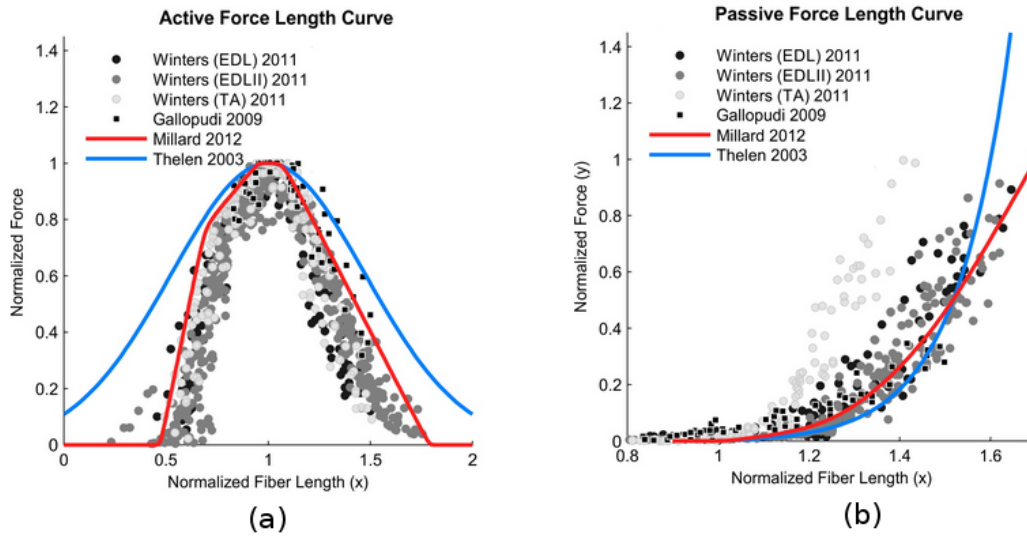 Active Force Length Curve
1.4
1.2
1
0.8
0.6
0.4
0.2
0
Normalized Force
Winters (EDL) 2011
Winters (EDLII) 2011
Winters (TA) 2011
Gallopudi 2009
Millard 2012
Thelen 2003
0 0.5 1 1.5 2
Normalized Fiber Length (x)
(a)
Passive Force Length Curve
1.4
1.2
1
0.8
0.6
0.4
0.2
0
Normalized Force (y)
Winters (EDL) 2011
Winters (EDLII) 2011
Winters (TA) 2011
Gallopudi 2009
Millard 2012
Thelen 2003
0.8 1 1.2 1.4 1.6
Normalized Fiber Length (x)
(b)